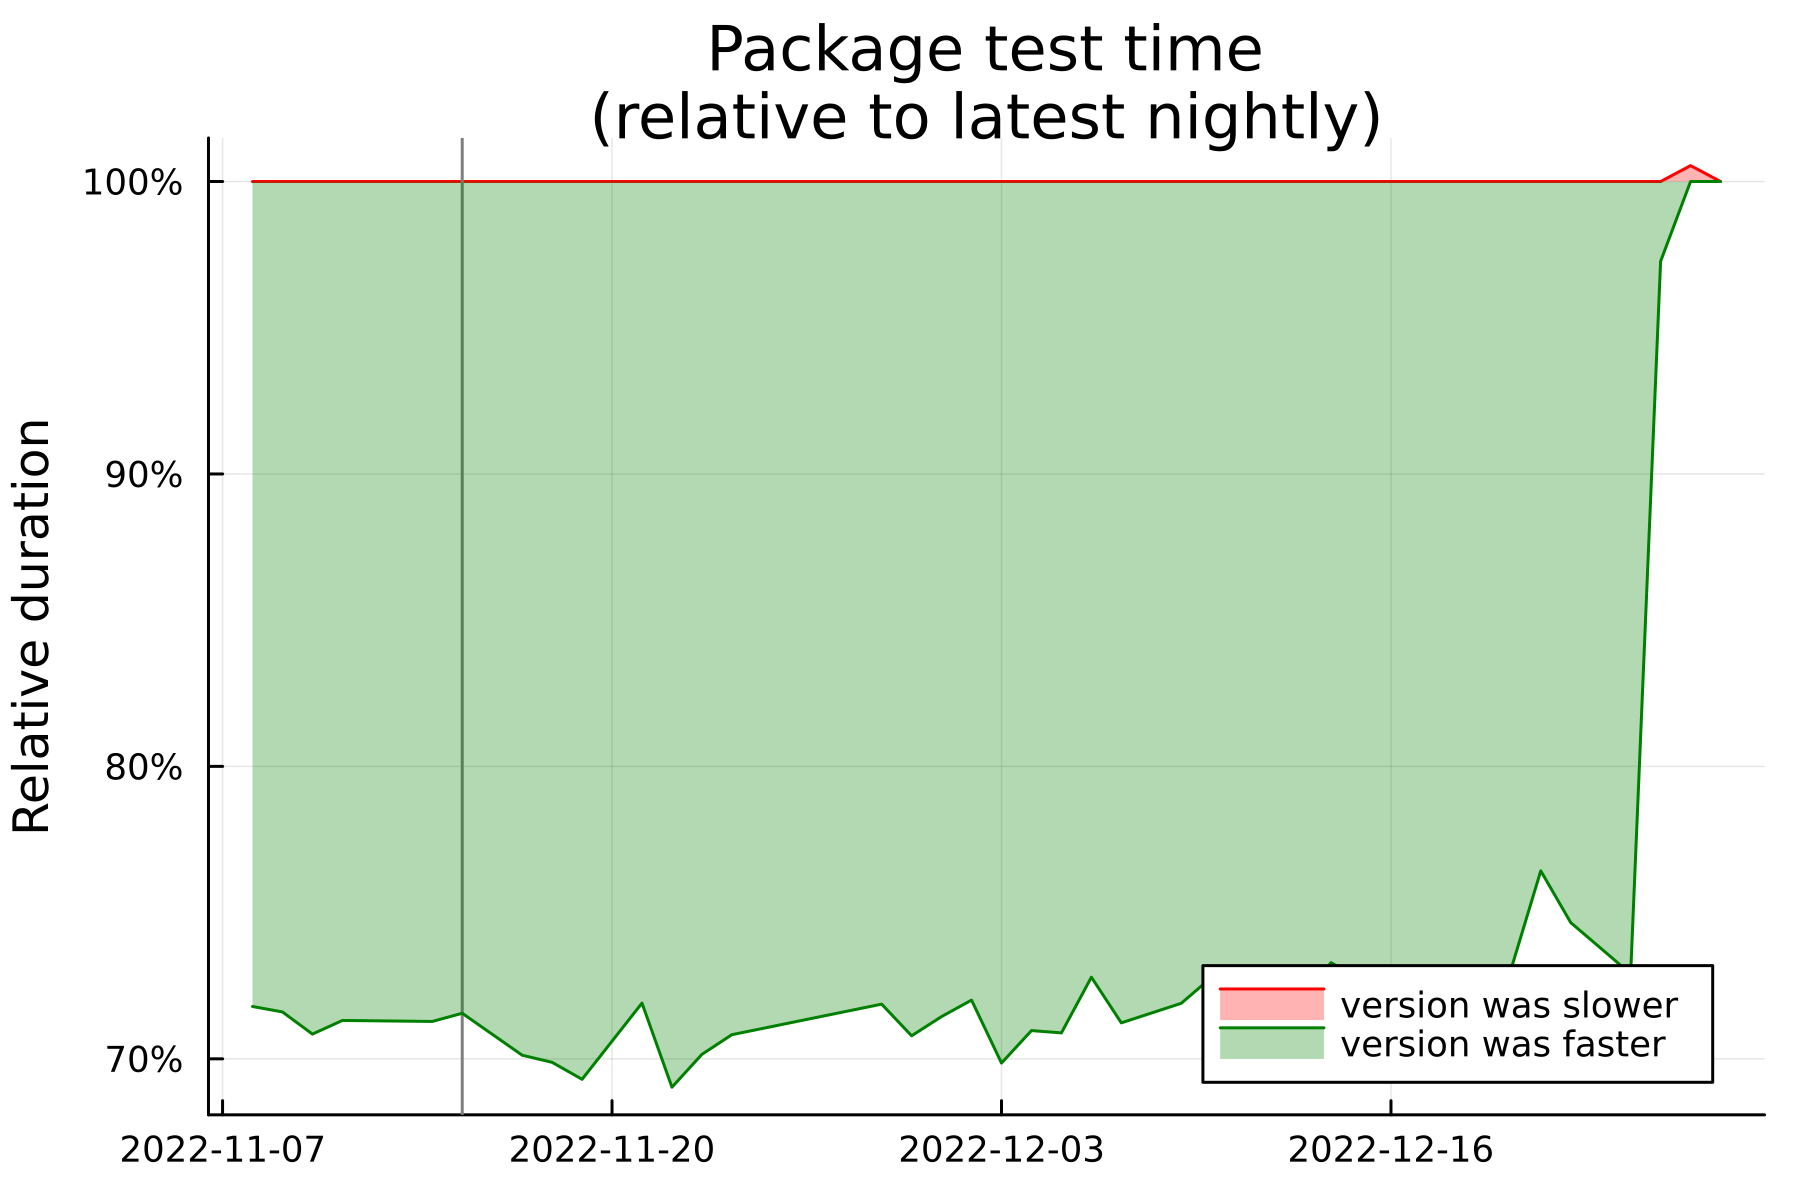 Package test time
(relative to latest nightly)
Relative duration
100%
90%
80%
70%
version was slower
version was faster
2022-11-07
2022-11-20
2022-12-03
2022-12-16